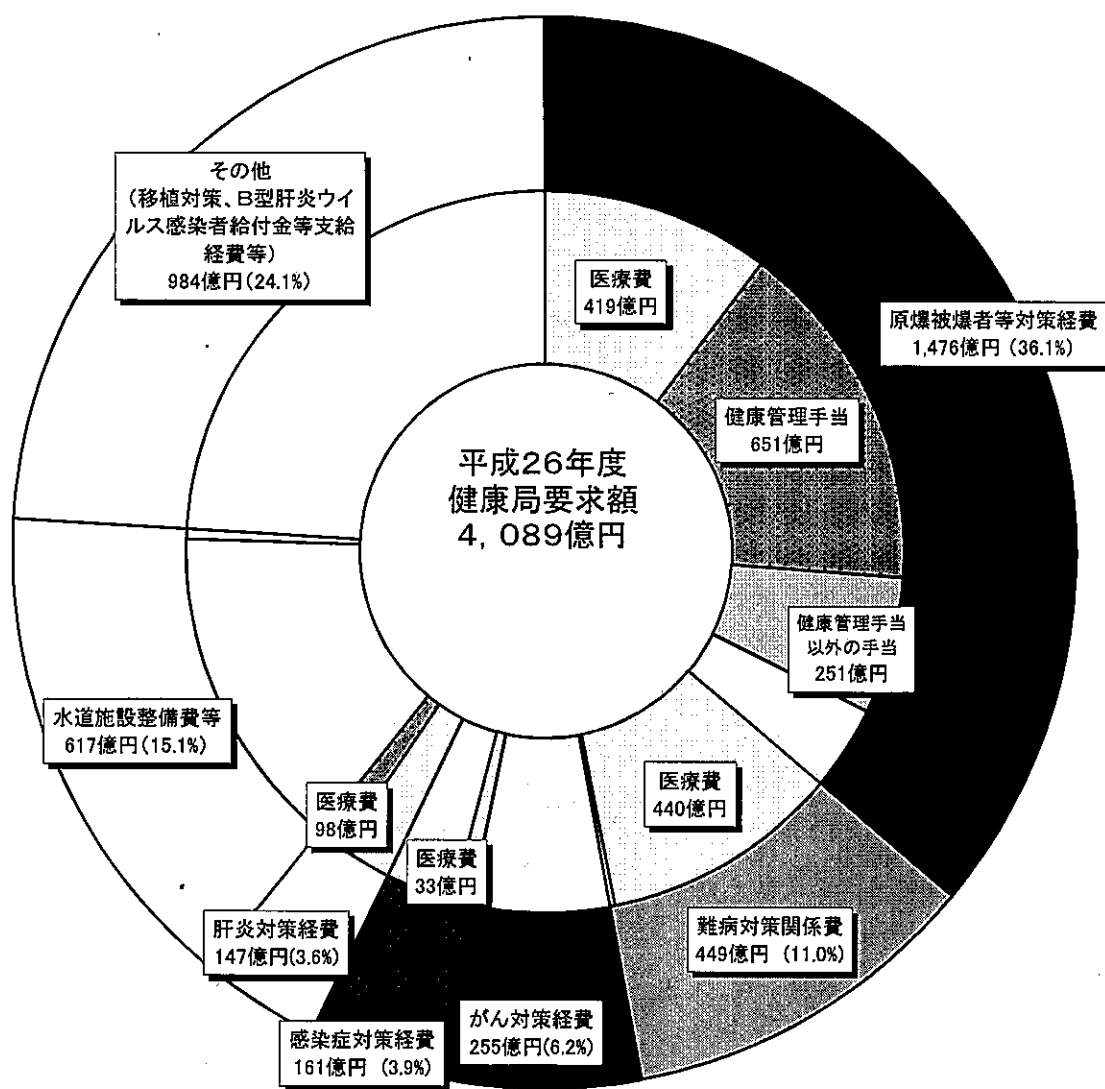 その他
（移植対策、B型肝炎ウイ
ルス感染者給付金等支給
経費等）
984億円(24.1%)
医療費
419億円
原爆被爆者等対策経費
1,476億円 (36.1%)
健康管理手当
651億円
平成26年度
健康局要求額
4，089億円
健康管理手当
以外の手当
251億円
水道施設整備費等
617億円(15.1%)
医療費
440億円
医療費
98億円
医療費
33億円
肝炎対策経費
147億円(3.6%)
難病対策関係費
449億円 (11.0%)
がん対策経費
255億円(6.2%)
感染症対策経費
161億円 (3.9%)